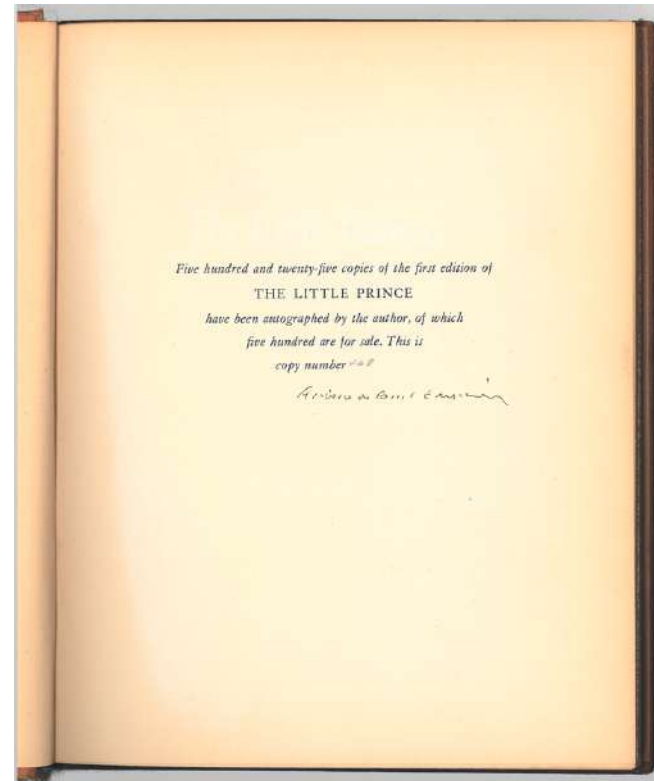 Five hundred and twenty-five copies of the first edition of
THE LITTLE PRINCE
have been autographed by the author, of which
five hundred are for sale. This is
copy number